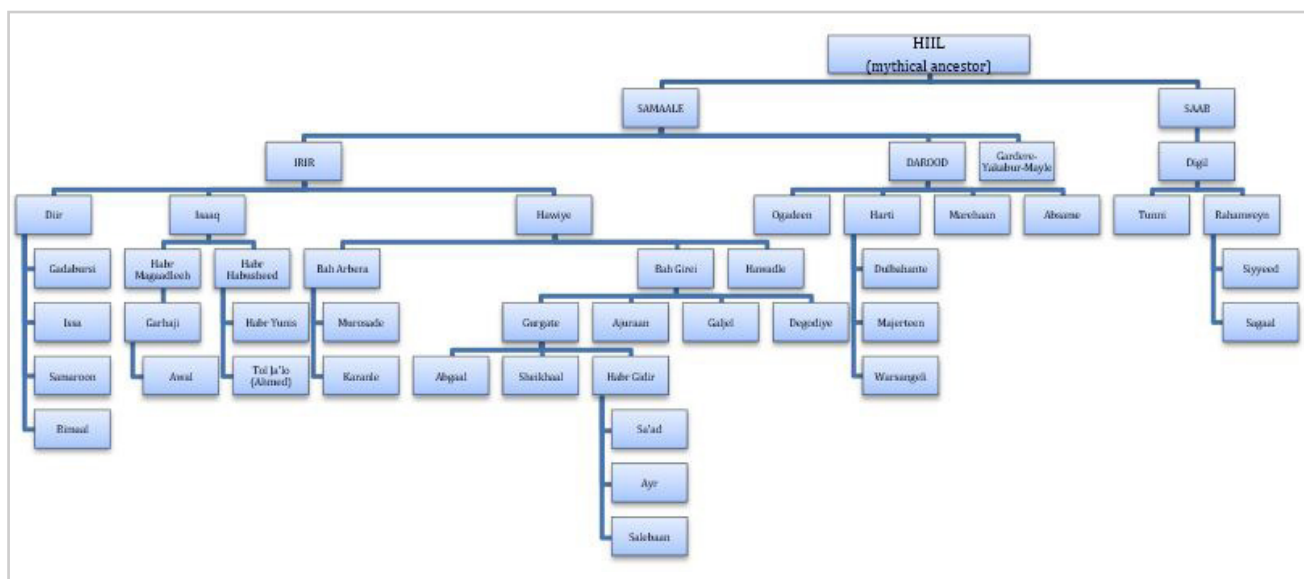 HIIL
(mythical ancestor)
SAMAALE
SAAB
IRIR
DAROOD
Gardere-
Yakabur-Mayle
Digil
Diir
Isaaq
Hawiye
Ogadeen
Harti
Marehaan
Absame
Tunni
Rahanweyn
Gadabursi
Habr
Magaadleeh
Habr
Habusheed
Bah Arbera
Bah Girei
Hawadle
Dulbahante
Siyyeed
Issa
Garhaji
Habr Yunis
Murosade
Gurgate
Ajuraan
Galjel
Degodiye
Majerteen
Sagaal
Samaroon
Awal
Tol Ja'lo
(Ahmed)
Karanle
Abgaal
Sheikhaal
Habr Gidir
Warsangeli
Bimaal
Sa'ad
Ayr
Salebaan